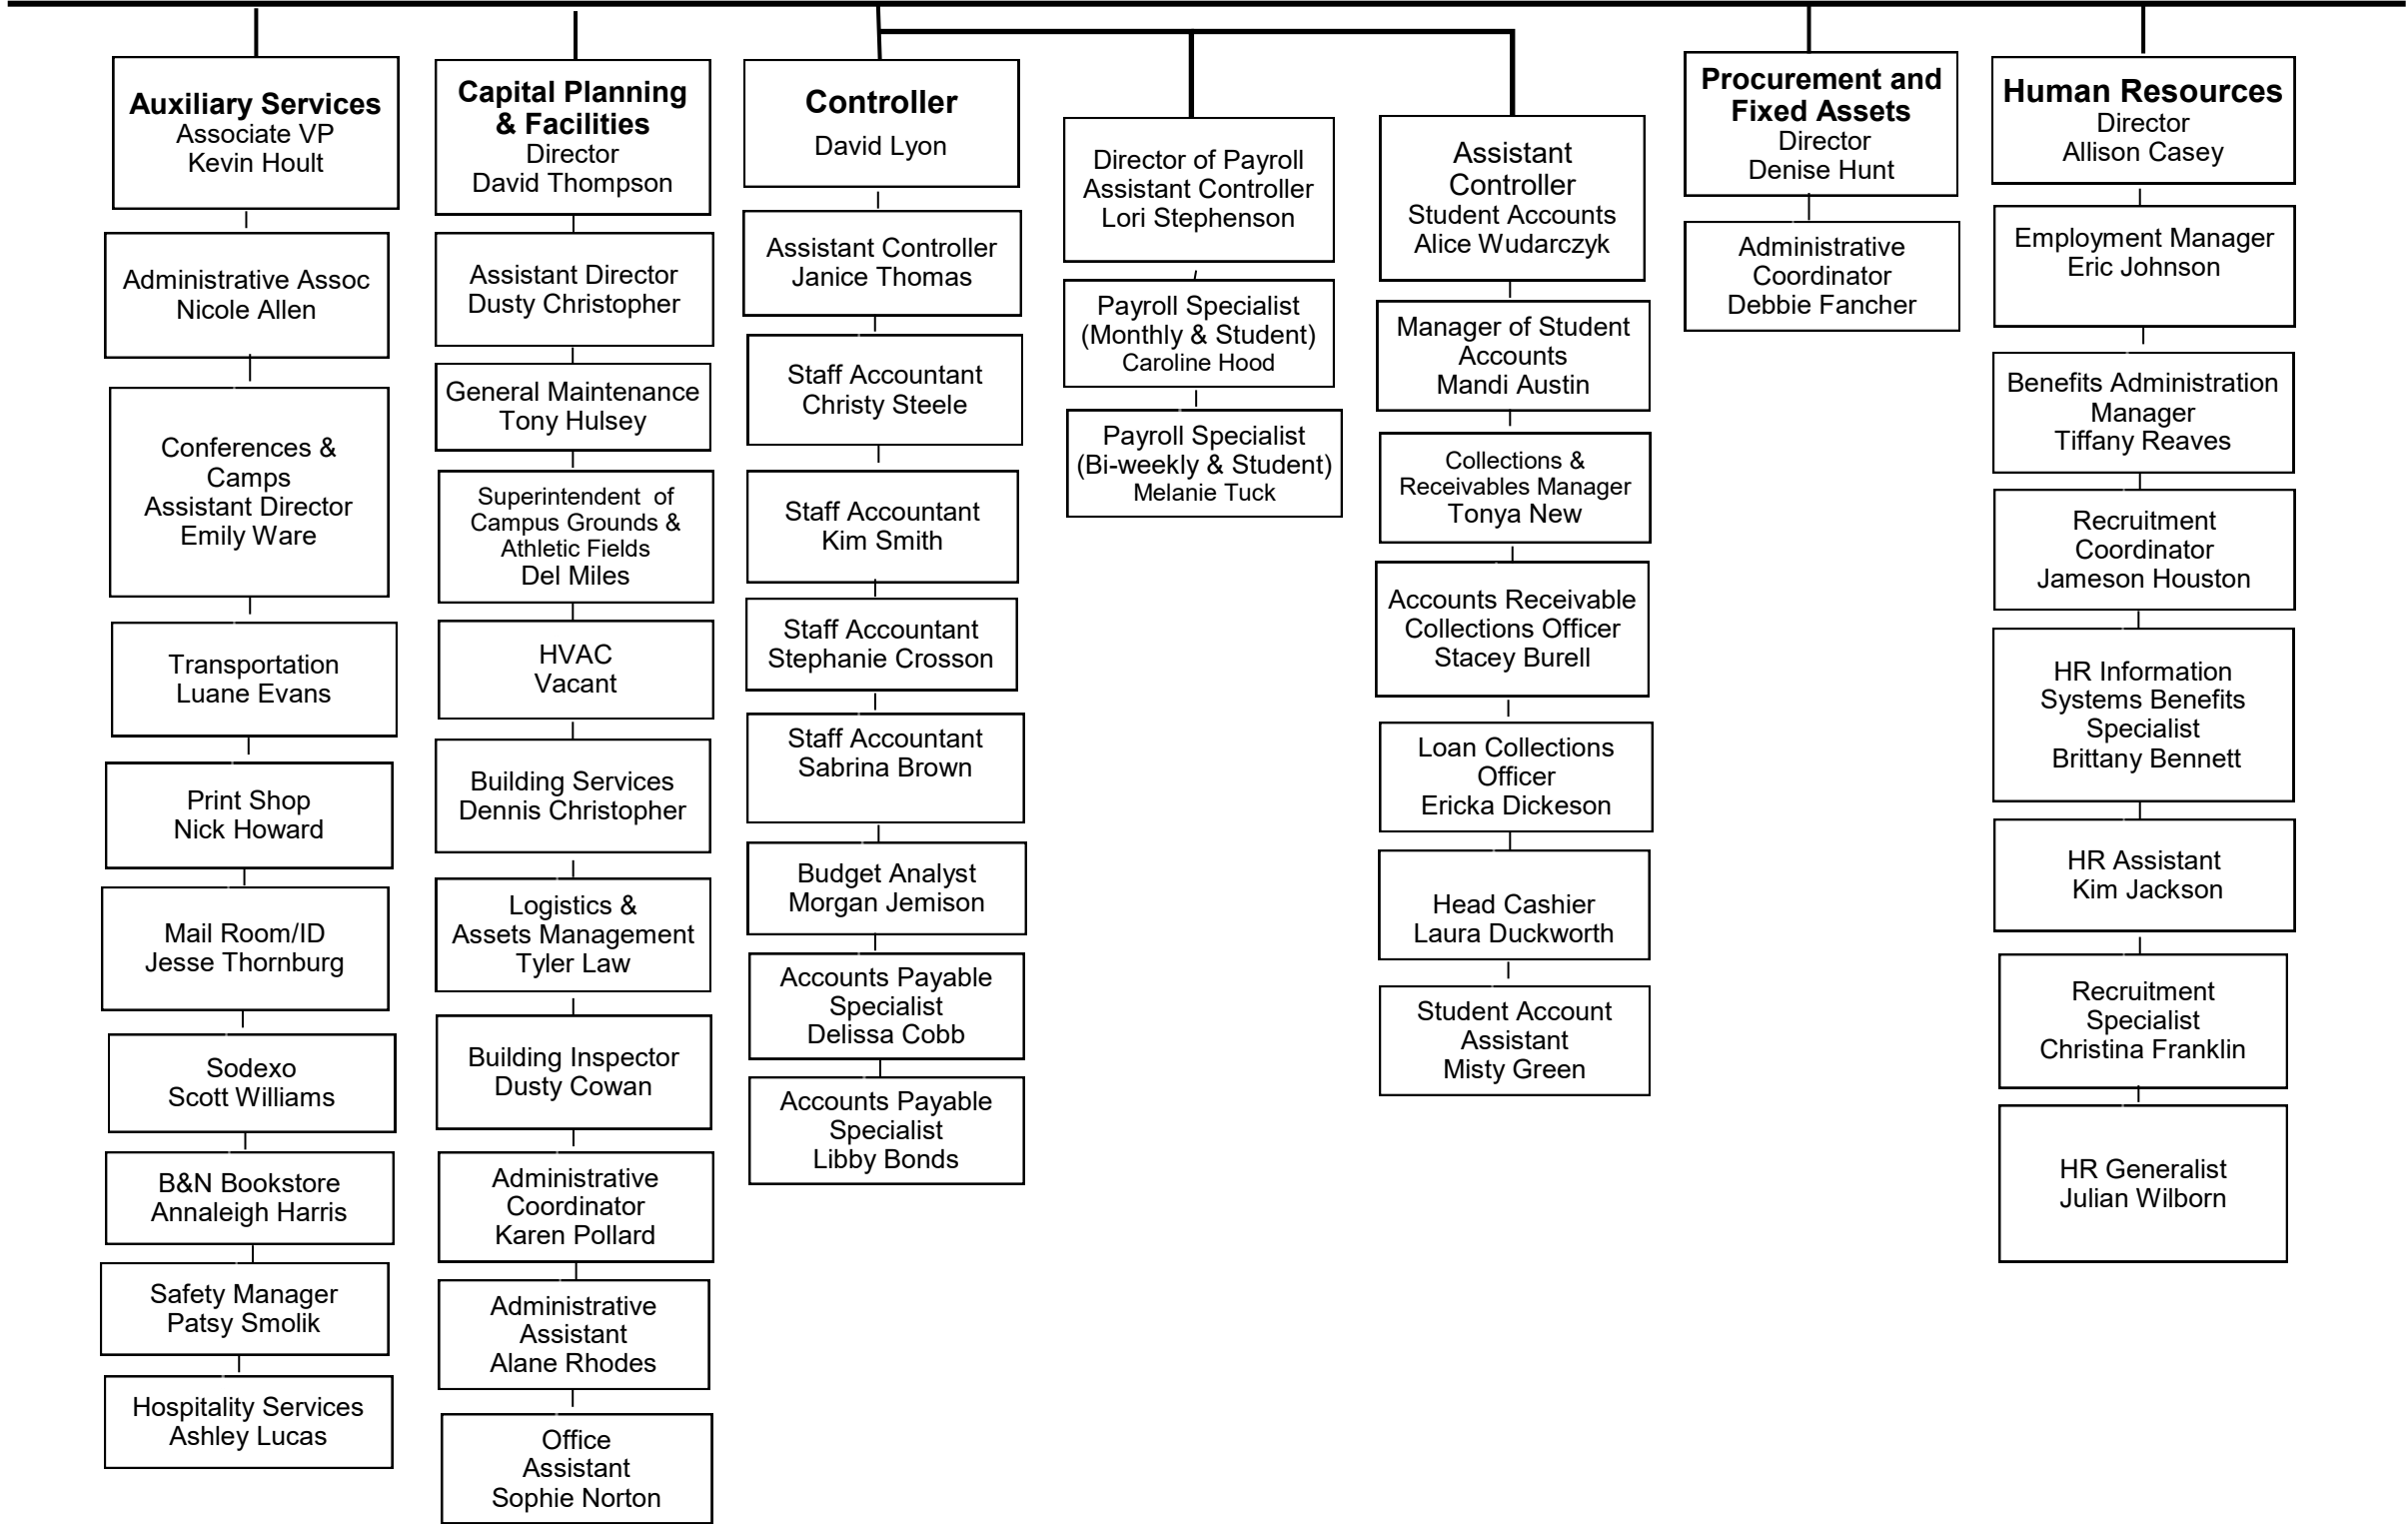 Auxiliary Services
Associate VP
Kevin Hoult
Administrative Assoc
Nicole Allen
Conferences &
Camps
Assistant Director
Emily Ware
Transportation
Luane Evans
Print Shop
Nick Howard
Mail Room/ID
Jesse Thornburg
Sodexo
Scott Williams
B&N Bookstore
Annaleigh Harris
Safety Manager
Patsy Smolik
Hospitality Services
Ashley Lucas
Capital Planning
& Facilities
Director
David Thompson
Assistant Director
Dusty Christopher
General Maintenance
Tony Hulsey
Superintendent of
Campus Grounds &
Athletic Fields
Del Miles
HVAC
Vacant
Building Services
Dennis Christopher
Logistics &
Assets Management
Tyler Law
Building Inspector
Dusty Cowan
Administrative
Coordinator
Karen Pollard
Administrative
Assistant
Alane Rhodes
Office
Assistant
Sophie Norton
Controller
David Lyon
Assistant Controller
Janice Thomas
Staff Accountant
Christy Steele
Staff Accountant
Kim Smith
Staff Accountant
Stephanie Crosson
Staff Accountant
Sabrina Brown
Budget Analyst
Morgan Jemison
Accounts Payable
Specialist
Delissa Cobb
Accounts Payable
Specialist
Libby Bonds
Director of Payroll
Assistant Controller
Lori Stephenson
Payroll Specialist
(Monthly & Student)
Caroline Hood
Payroll Specialist
(Bi-weekly & Student)
Melanie Tuck
Assistant
Controller
Student Accounts
Alice Wudarczyk
Manager of Student
Accounts
Mandi Austin
Collections &
Receivables Manager
Tonya New
Accounts Receivable
Collections Officer
Stacey Burell
Loan Collections
Officer
Ericka Dickeson
Head Cashier
Laura Duckworth
Student Account
Assistant
Misty Green
Procurement and
Fixed Assets
Director
Denise Hunt
Administrative
Coordinator
Debbie Fancher
Human Resources
Director
Allison Casey
Employment Manager
Eric Johnson
Benefits Administration
Manager
Tiffany Reaves
Recruitment
Coordinator
Jameson Houston
HR Information
Systems Benefits
Specialist
Brittany Bennett
HR Assistant
Kim Jackson
Recruitment
Specialist
Christina Franklin
HR Generalist
Julian Wilborn